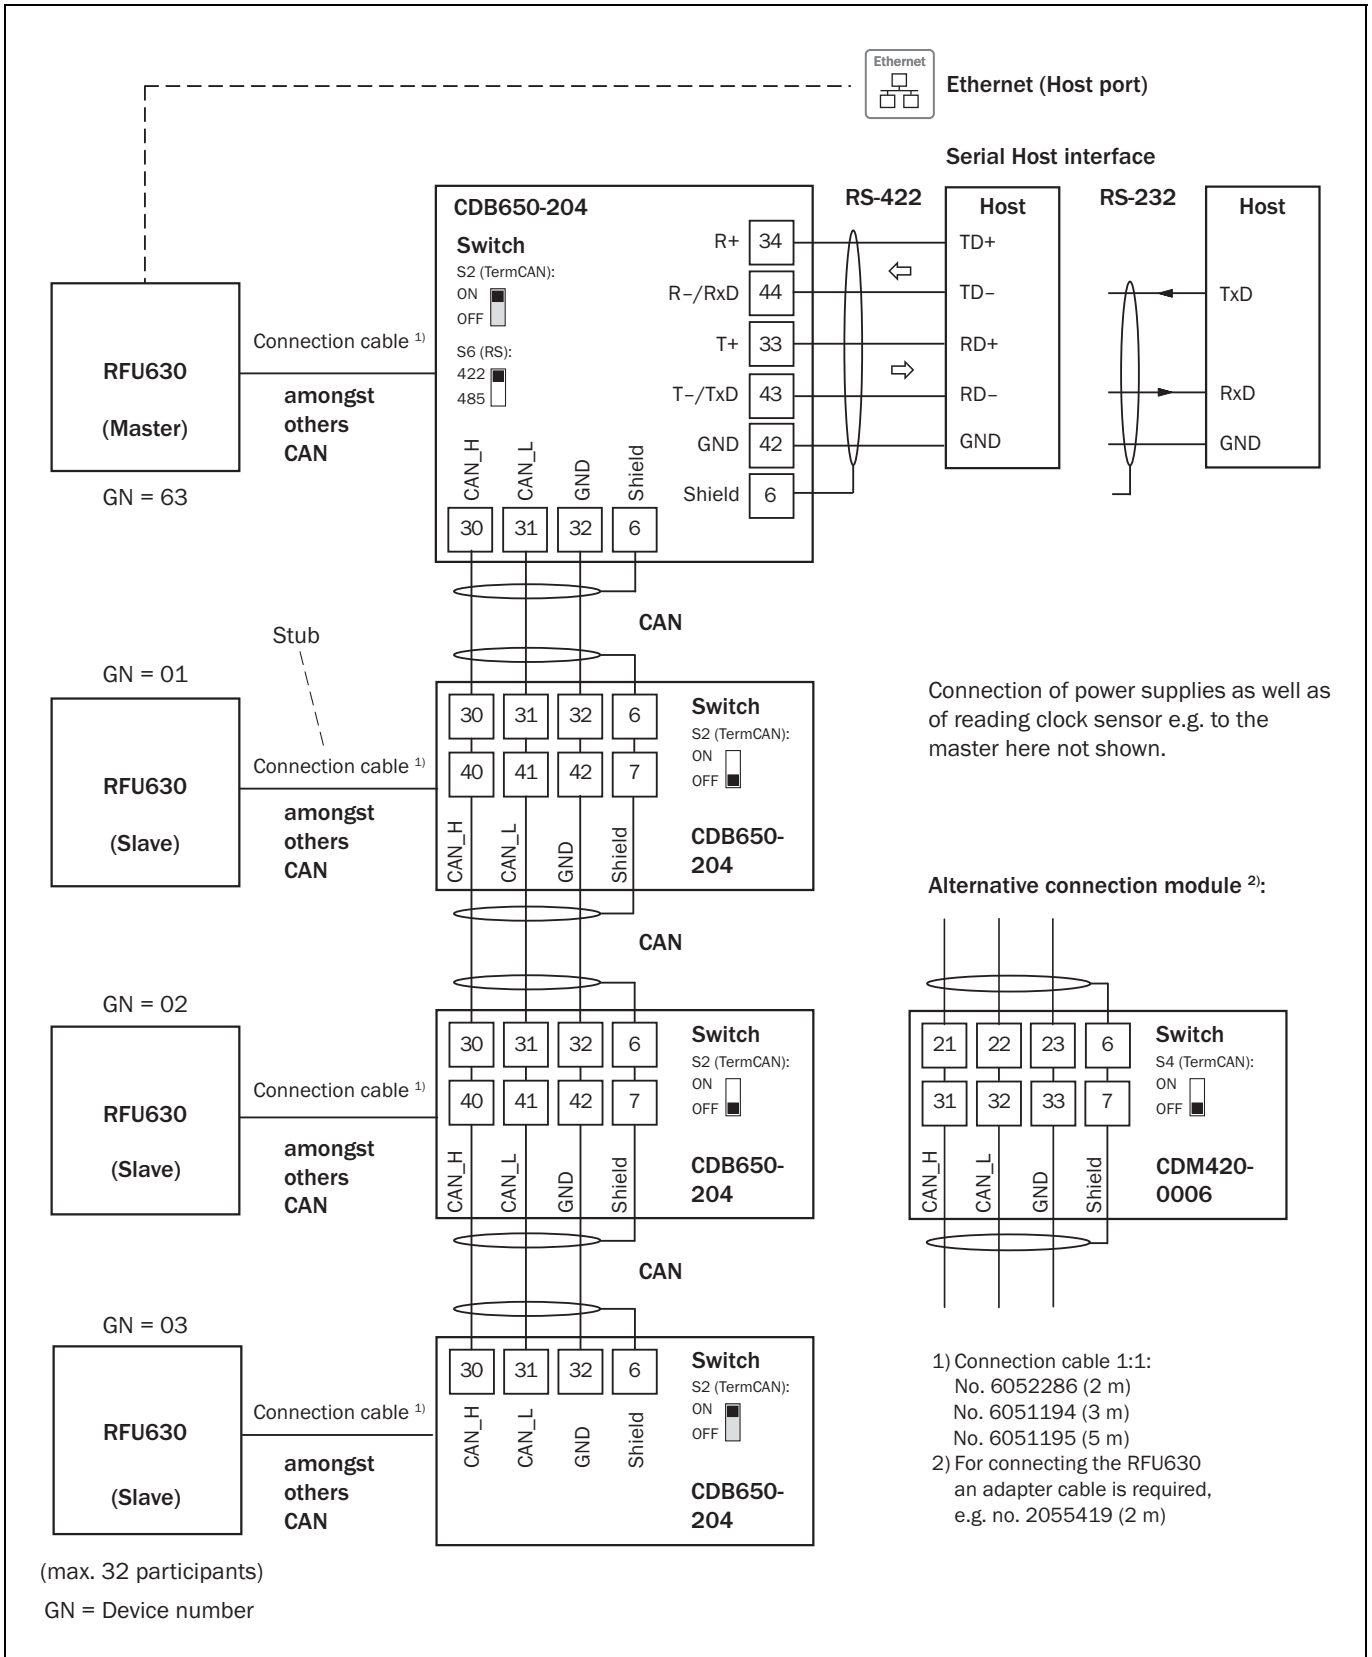 Ethernet
Ethernet (Host port)
Serial Host interface
CDB650-204
Switch
S2 (TermCAN):
ON
OFF
S6 (RS):
422
485
R+ 34
R–/RxD 44
T+ 33
T–/TxD 43
GND 42
Shield 6
CAN_H
CAN_L
GND
Shield
30 31 32 6
RS-422
Host
TD+
TD–
RD+
RD–
GND
RS-232
Host
TxD
RxD
GND
RFU630
(Master)
GN = 63
Connection cable 1)
amongst
others
CAN
CAN
Stub
GN = 01
RFU630
(Slave)
Connection cable 1)
amongst
others
CAN
30 31 32 6
40 41 42 7
CAN_H
CAN_L
GND
Shield
Switch
S2 (TermCAN):
ON
OFF
CDB650-
204
Connection of power supplies as well as
of reading clock sensor e.g. to the
master here not shown.
CAN
GN = 02
RFU630
(Slave)
Connection cable 1)
amongst
others
CAN
30 31 32 6
40 41 42 7
CAN_H
CAN_L
GND
Shield
Switch
S2 (TermCAN):
ON
OFF
CDB650-
204
Alternative connection module 2):
21 22 23 6
31 32 33 7
CAN_H
CAN_L
GND
Shield
Switch
S4 (TermCAN):
ON
OFF
CDM420-
0006
CAN
GN = 03
RFU630
(Slave)
Connection cable 1)
amongst
others
CAN
30 31 32 6
CAN_H
CAN_L
GND
Shield
Switch
S2 (TermCAN):
ON
OFF
CDB650-
204
1) Connection cable 1:1:
No. 6052286 (2 m)
No. 6051194 (3 m)
No. 6051195 (5 m)
2) For connecting the RFU630
an adapter cable is required,
e.g. no. 2055419 (2 m)
(max. 32 participants)
GN = Device number